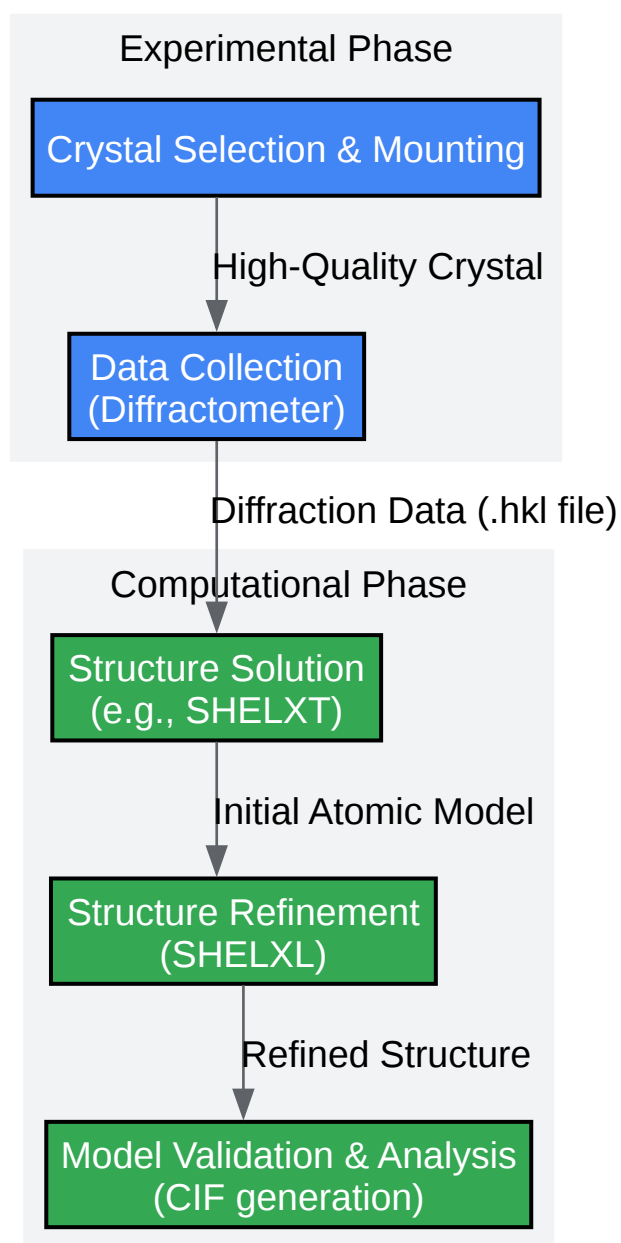 Experimental Phase
Crystal Selection & Mounting
High-Quality Crystal
Data Collection
(Diffractometer)
Diffraction Data (.hkl file)
Computational Phase
Structure Solution
(e.g., SHELXT)
Initial Atomic Model
Structure Refinement
(SHELXL)
Refined Structure
Model Validation & Analysis
(CIF generation)